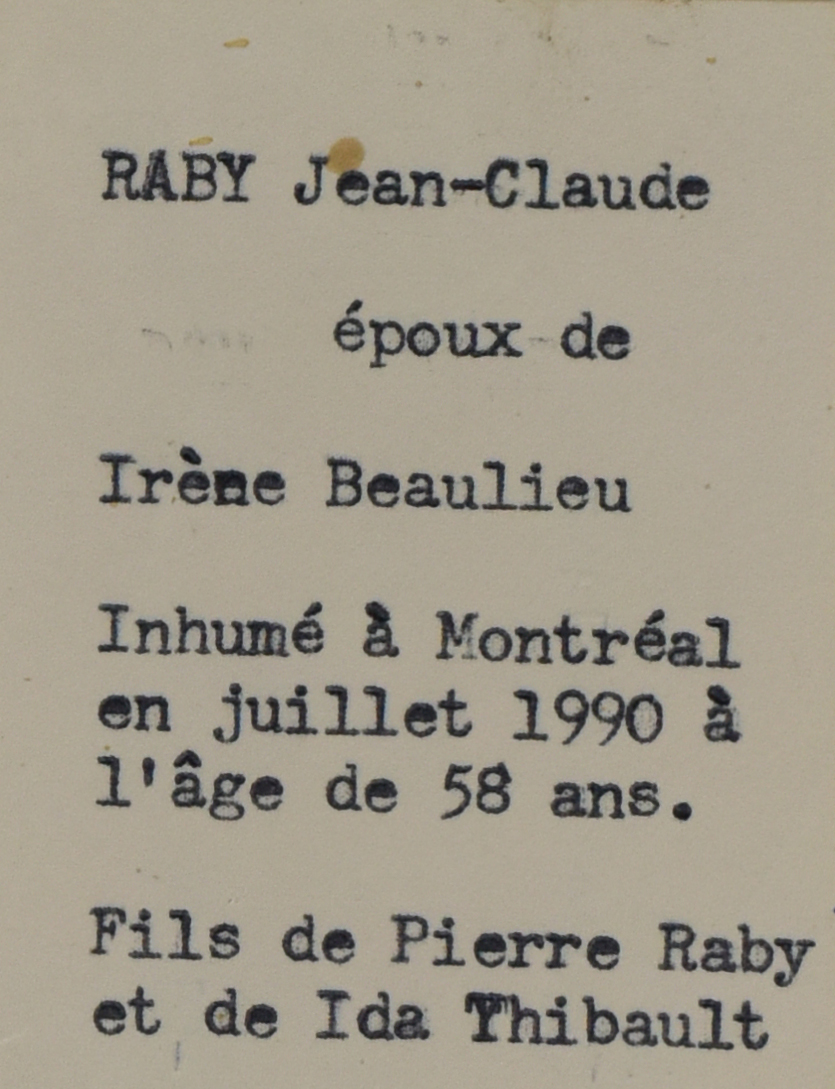 RABY Jean-Claude
époux de
Irène Beaulieu
Inhumé à Montréal
en juillet 1990 à
l'âge de 58 ans.
Fils de Pierre Raby
et de Ida Thibault